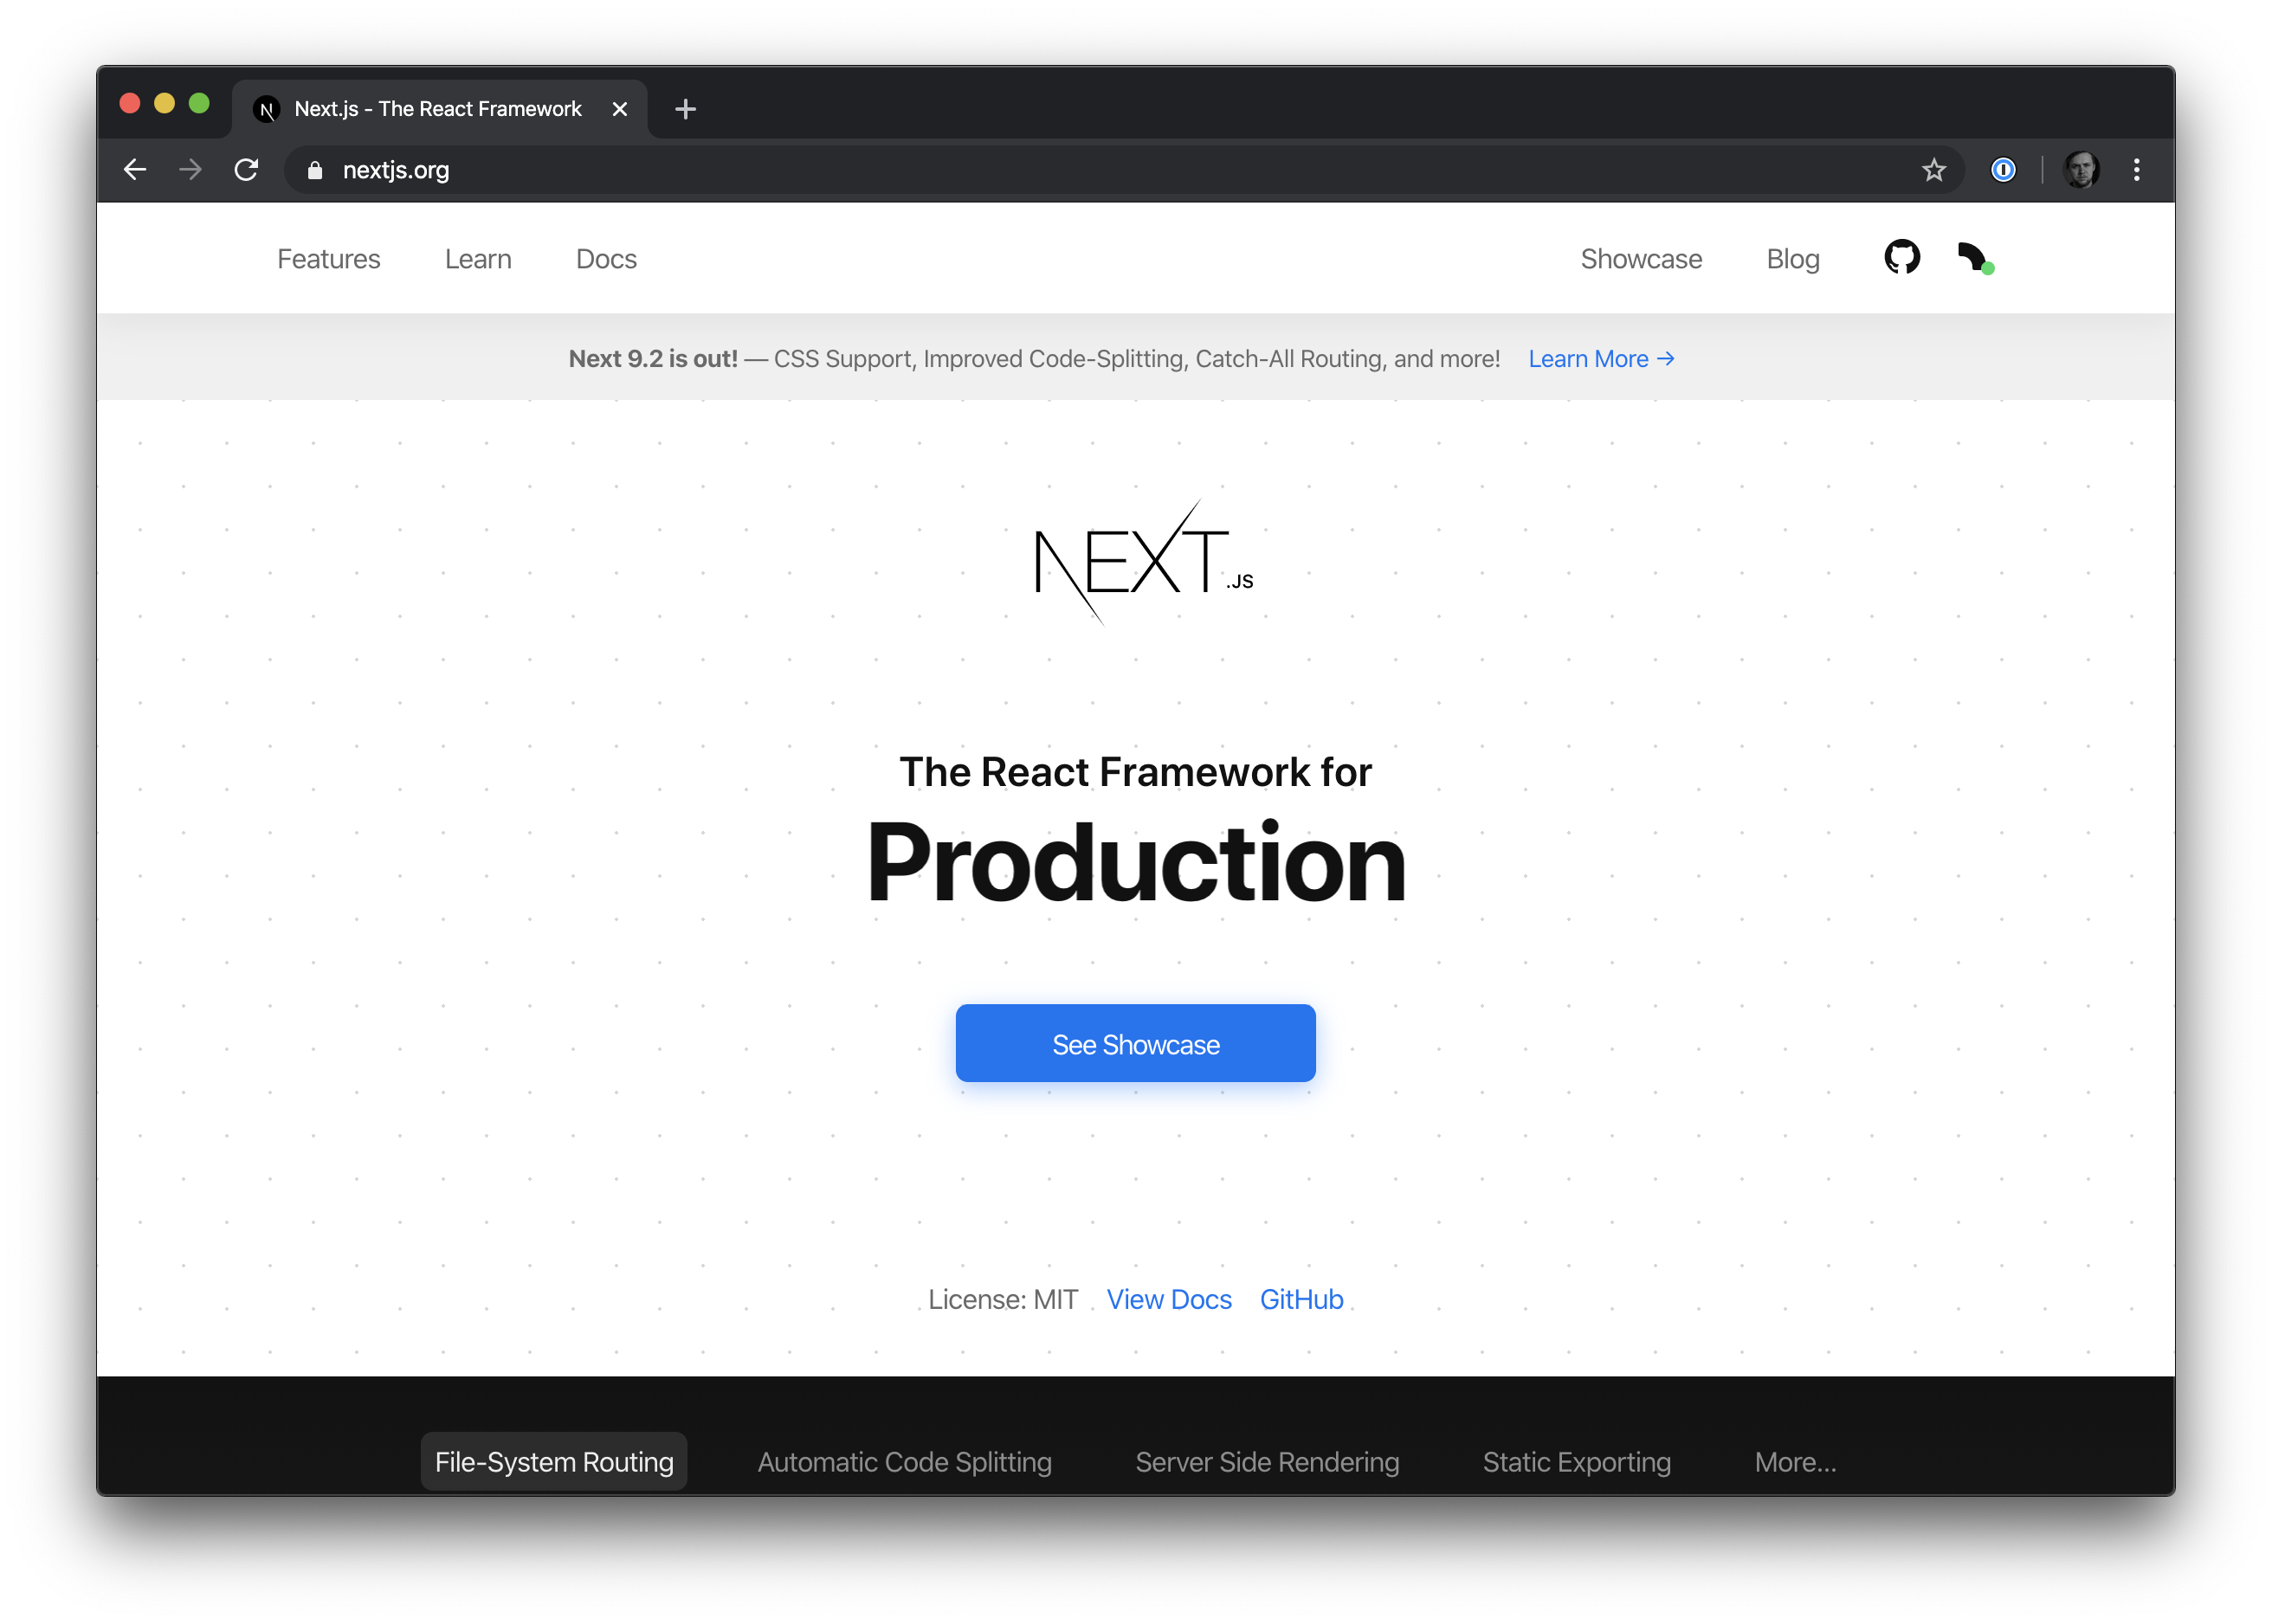 Next.js - The React Framework
nextjs.org
Features Learn Docs Showcase Blog
Next 9.2 is out! — CSS Support, Improved Code-Splitting, Catch-All Routing, and more! Learn More →
NEXT.JS
The React Framework for
Production
See Showcase
License: MIT View Docs GitHub
File-System Routing Automatic Code Splitting Server Side Rendering Static Exporting More...